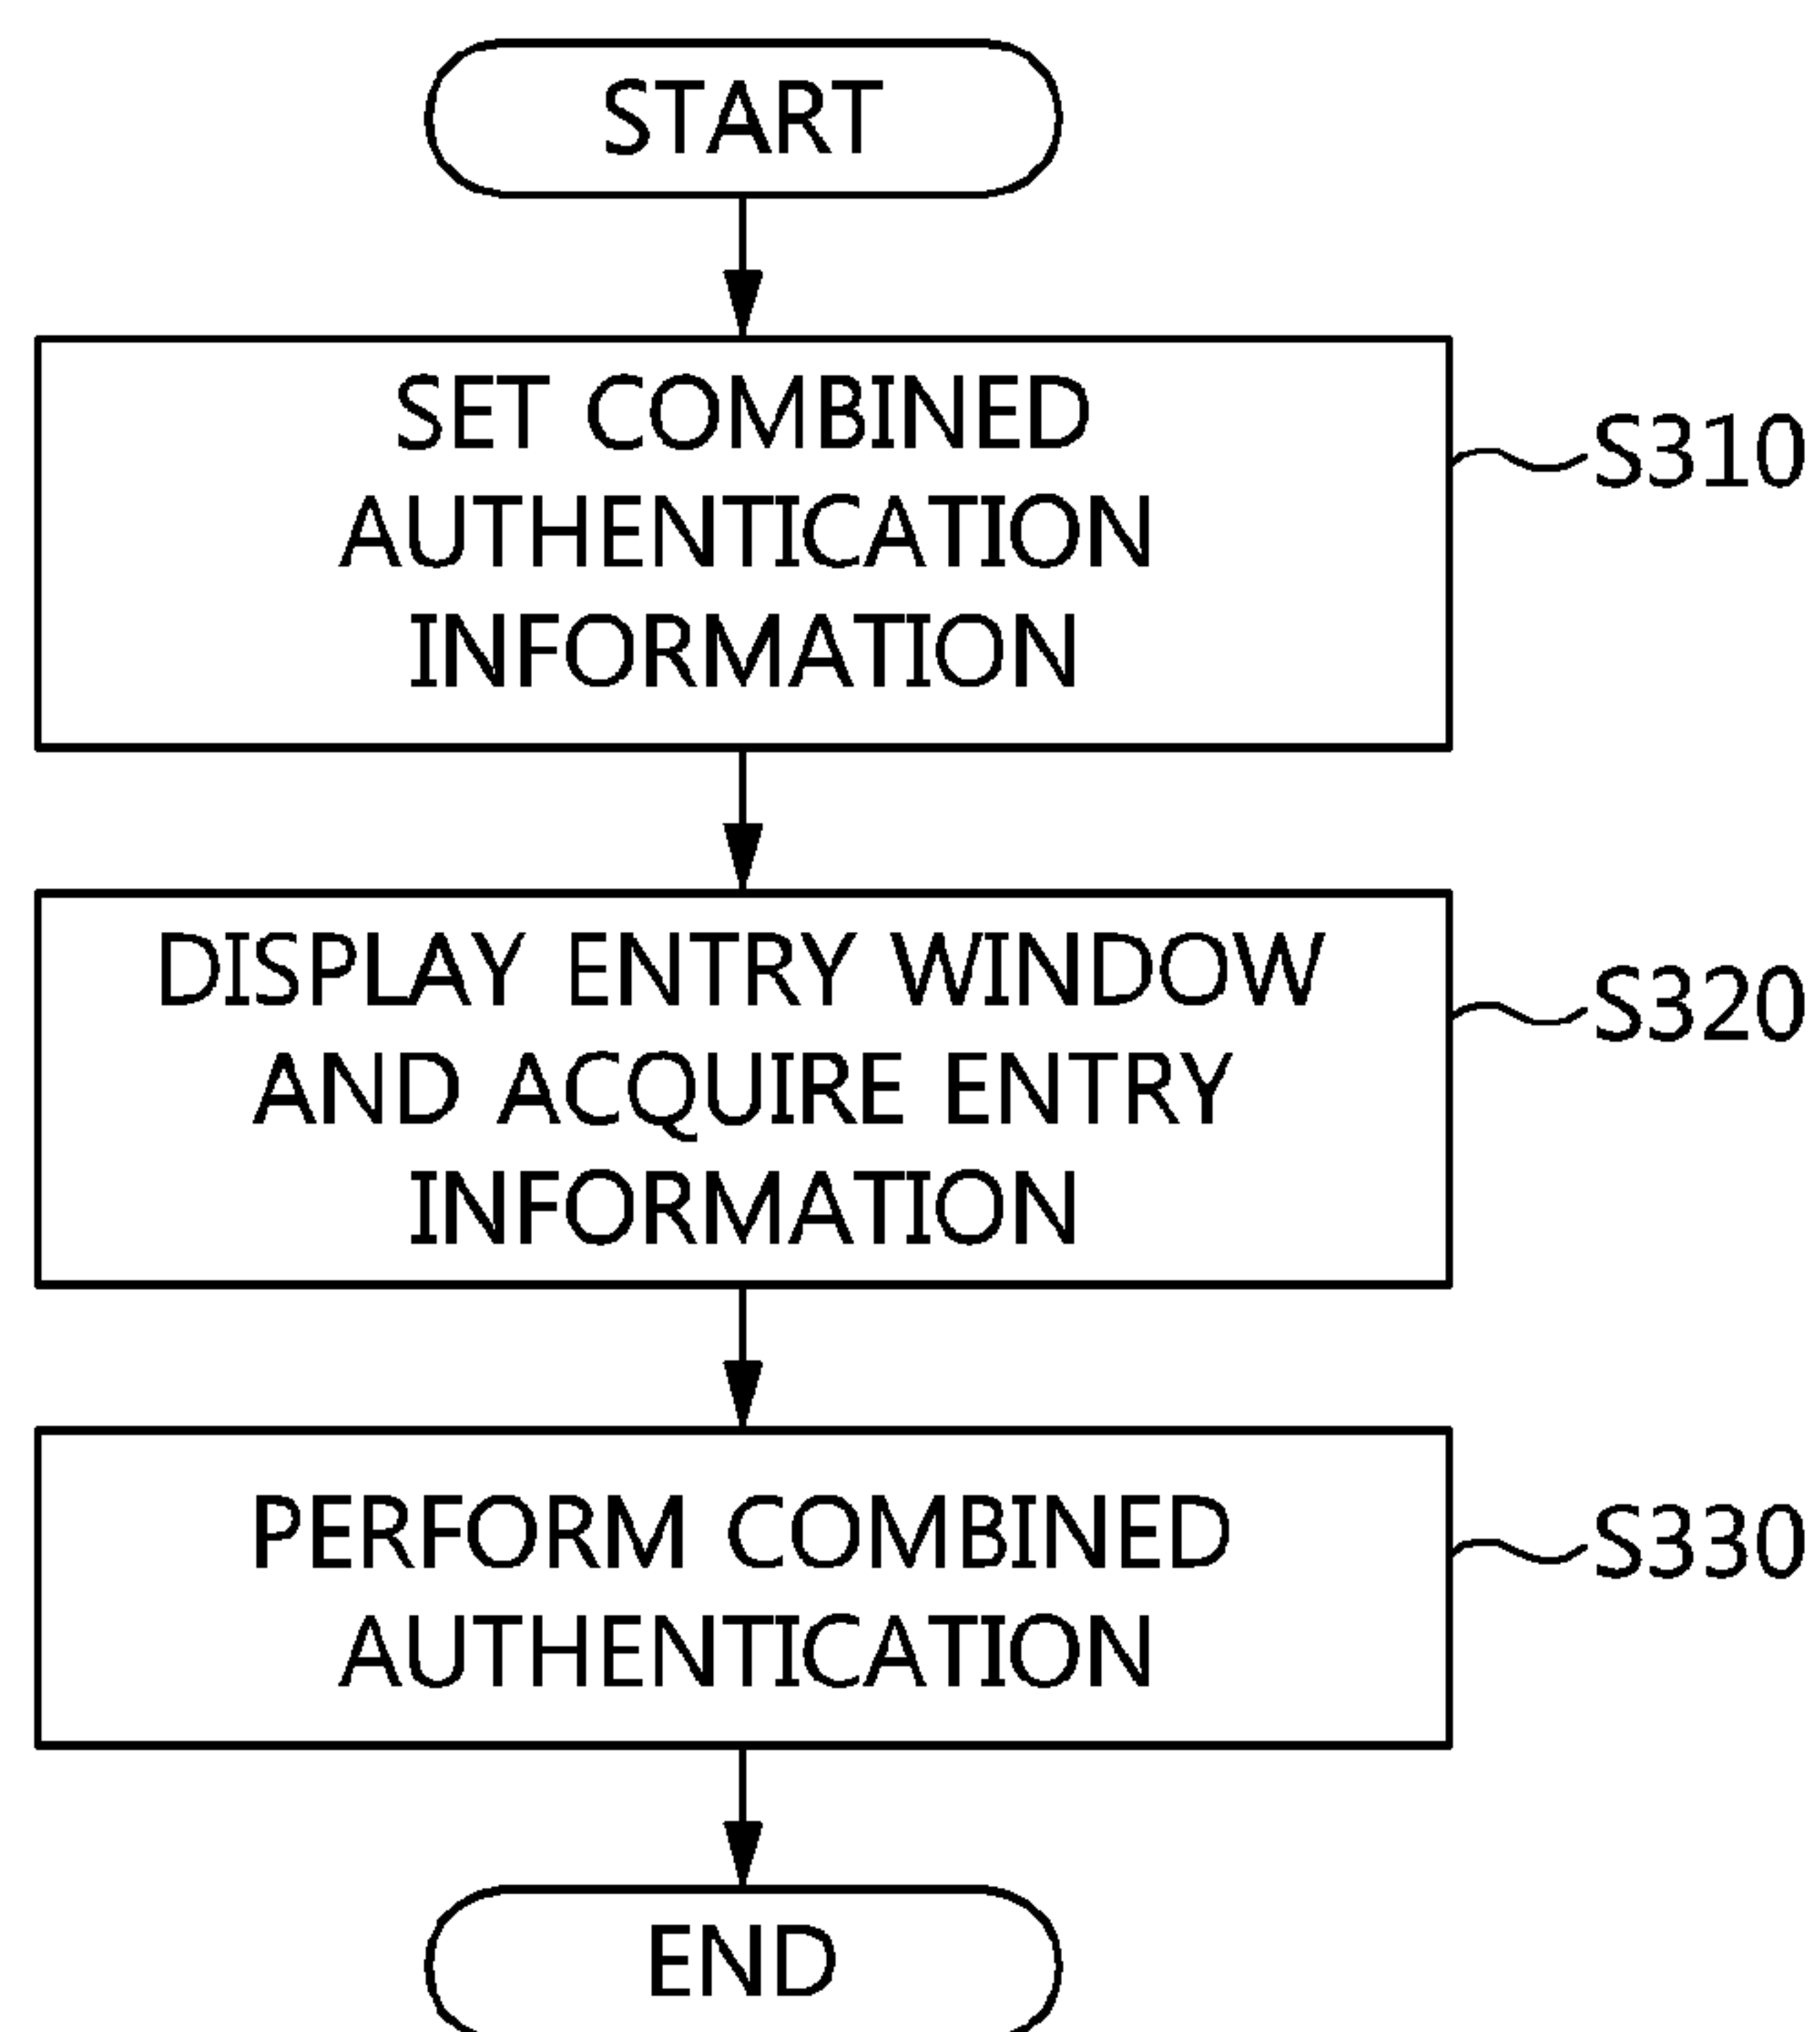 START
SET COMBINED
AUTHENTICATION
INFORMATION
S310
DISPLAY ENTRY WINDOW
AND ACQUIRE ENTRY
INFORMATION
S320
PERFORM COMBINED
AUTHENTICATION
S330
END